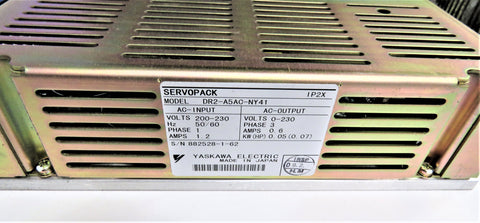 SERVOPACK IP2X
MODEL DR2-A5AC-NY41
AC-INPUT AC-OUTPUT
VOLTS 200-230 VOLTS 0-230
Hz 50/60 PHASE 3
PHASE 1 AMPS 0.6
AMPS 1.2 KW(HP) 0.05(0.07)
S/N 882528-1-62
YASKAWA ELECTRIC
MADE IN JAPAN
INSP